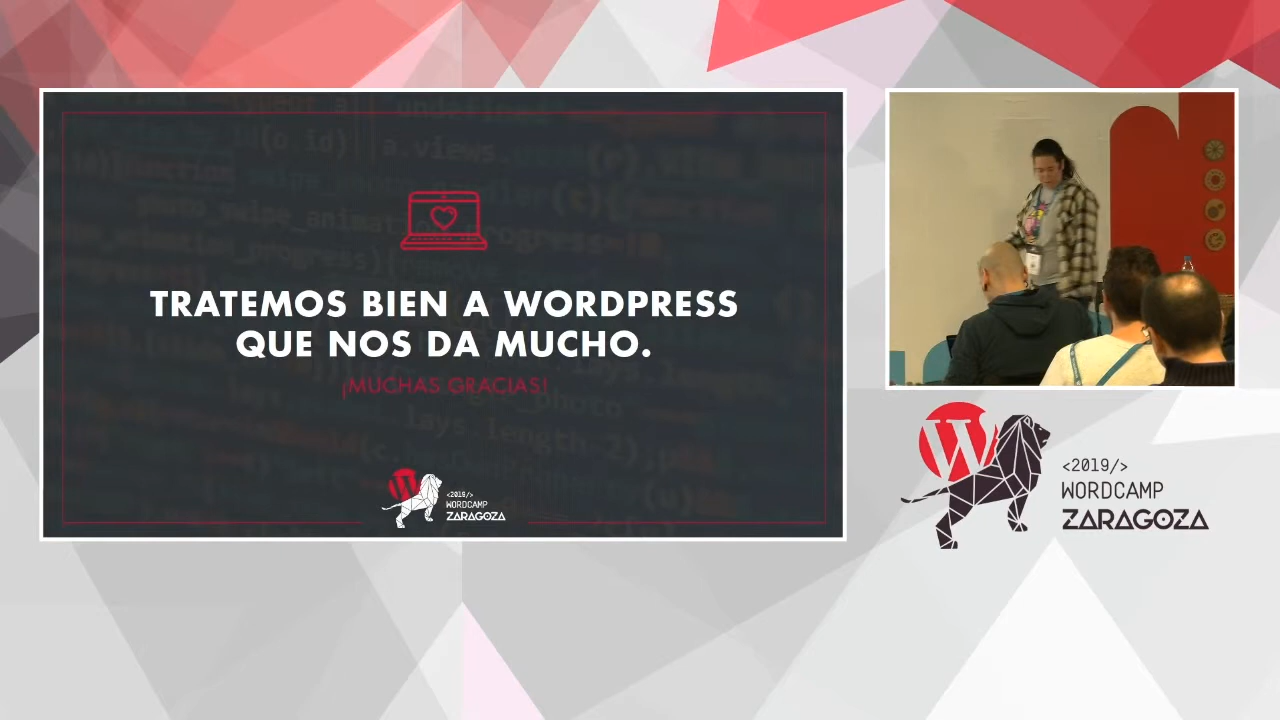 TRATEMOS BIEN A WORDPRESS
QUE NOS DA MUCHO.
¡MUCHAS GRACIAS!
<2019/>
WORDCAMP
ZARAGOZA
<2019/>
WORDCAMP
ZARAGOZA